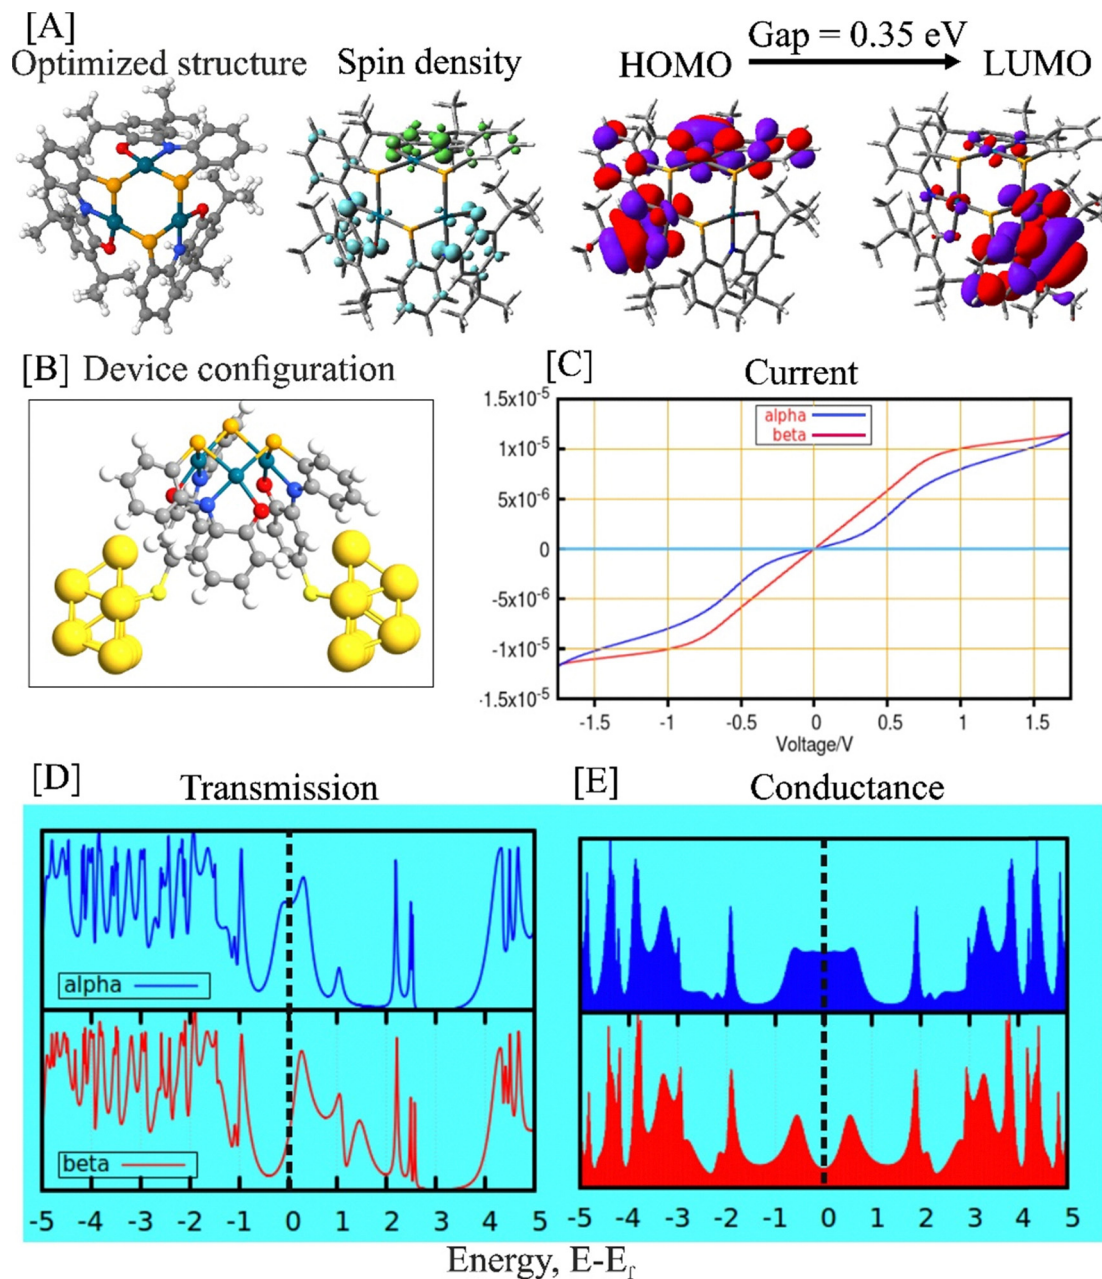 [A]
Optimized structure
Spin density
HOMO
Gap = 0.35 eV
LUMO
[B] Device configuration
[C]
Current
1.5x10⁻⁵
1x10⁻⁵
5x10⁻⁶
0
-5x10⁻⁶
-1x10⁻⁵
-1.5x10⁻⁵
alpha
beta
-1.5 -1 -0.5 0 0.5 1 1.5
Voltage/V
[D]
Transmission
[E]
Conductance
alpha
beta
-5 -4 -3 -2 -1 0 1 2 3 4 5
-5 -4 -3 -2 -1 0 1 2 3 4 5
Energy, E-E_f